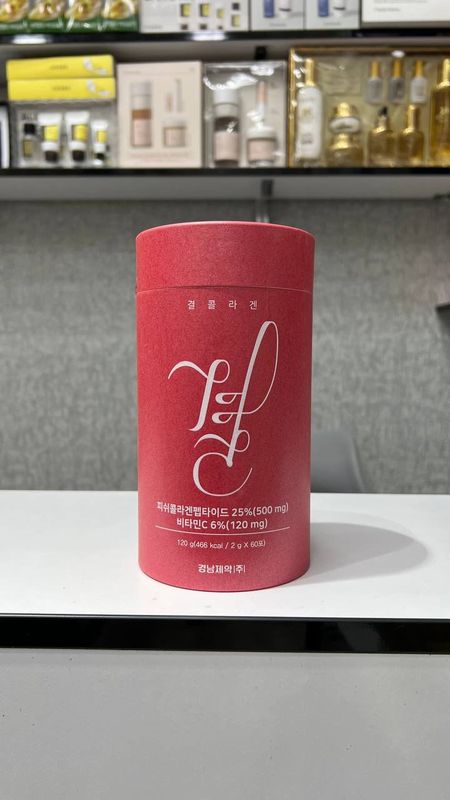 결콜라겐
결
피쉬콜라겐펩타이드 25%(500 mg)
비타민C 6%(120 mg)
120 g(466 kcal / 2 g X 60포)
경남제약(주)